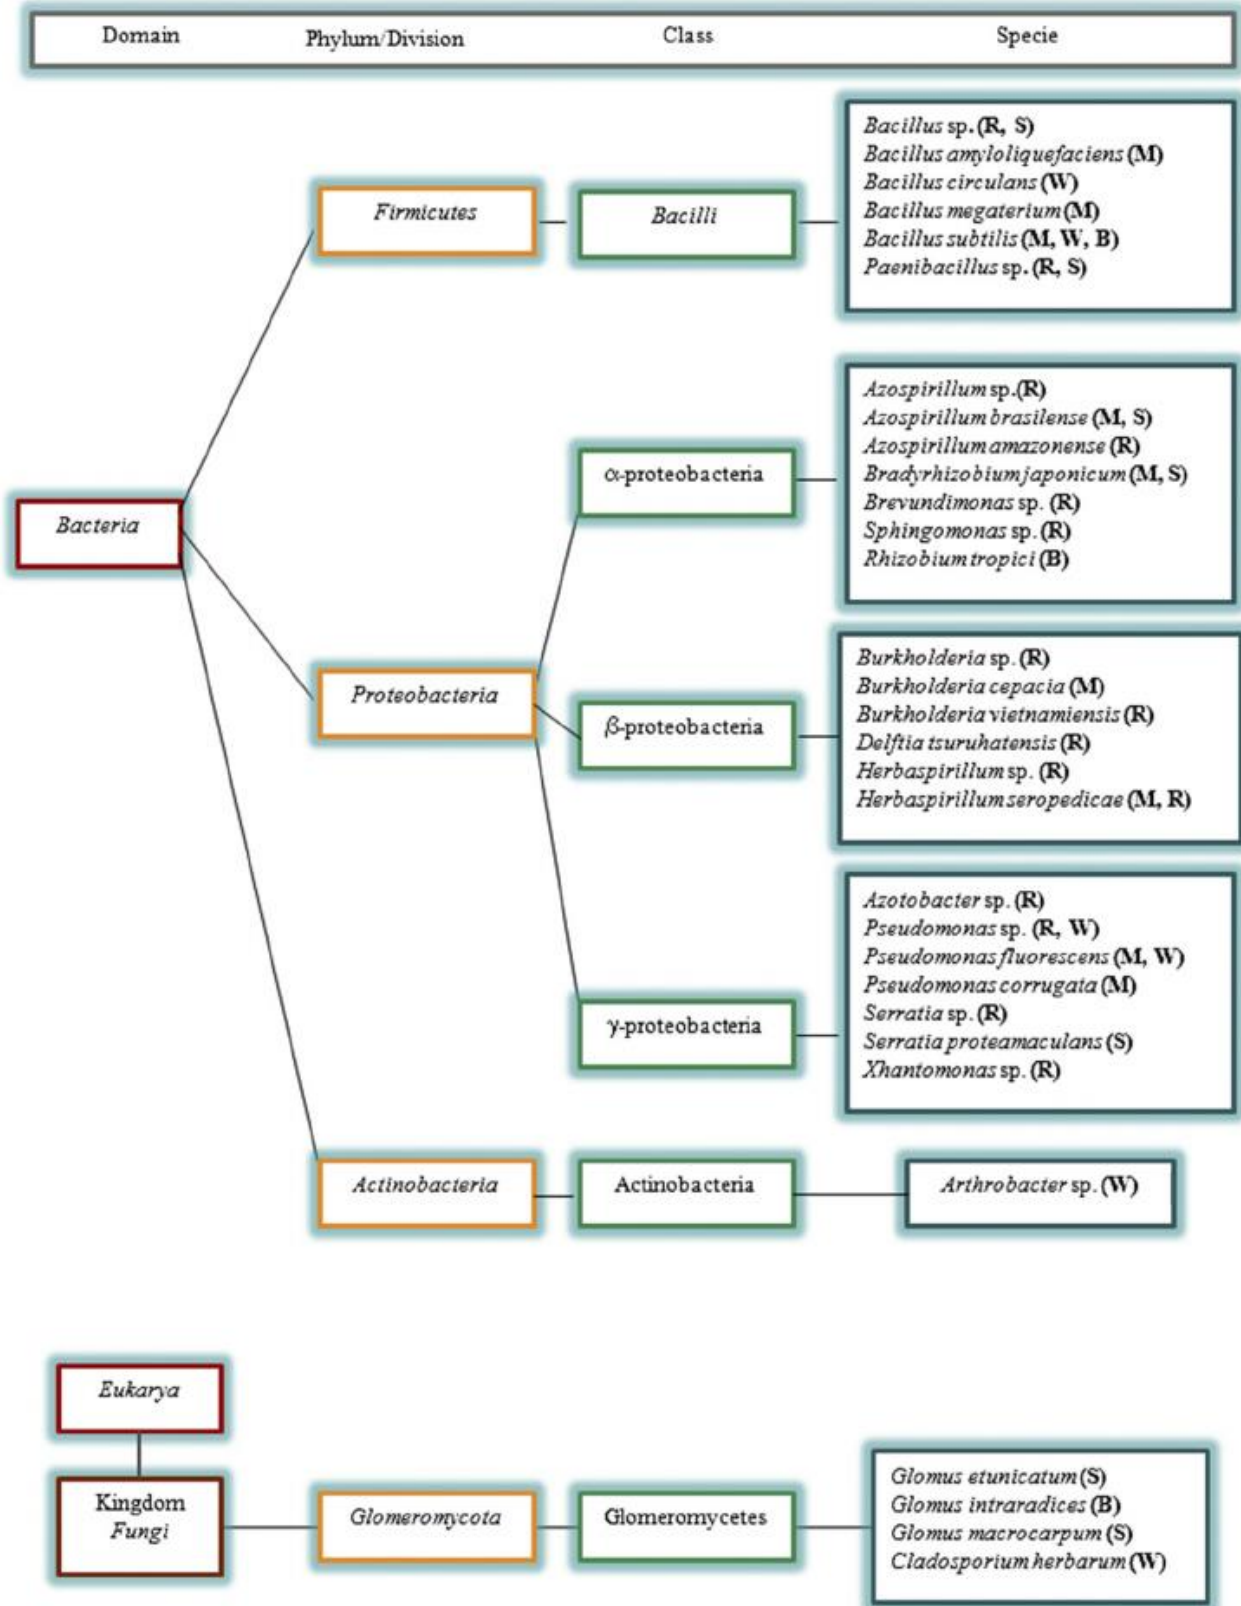 Domain Phylum/Division Class Specie
Bacteria
Firmicutes
Bacilli
Bacillus sp. (R, S)
Bacillus amyloliquefaciens (M)
Bacillus circulans (W)
Bacillus megaterium (M)
Bacillus subtilis (M, W, B)
Paenibacillus sp. (R, S)
Proteobacteria
α-proteobacteria
Azospirillum sp.(R)
Azospirillum brasilense (M, S)
Azospirillum amazonense (R)
Bradyrhizobium japonicum (M, S)
Brevundimonas sp. (R)
Sphingomonas sp. (R)
Rhizobium tropici (B)
β-proteobacteria
Burkholderia sp. (R)
Burkholderia cepacia (M)
Burkholderia vietnamiensis (R)
Delftia tsuruhatensis (R)
Herbaspirillum sp. (R)
Herbaspirillum seropedicae (M, R)
γ-proteobacteria
Azotobacter sp. (R)
Pseudomonas sp. (R, W)
Pseudomonas fluorescens (M, W)
Pseudomonas corrugata (M)
Serratia sp. (R)
Serratia proteamaculans (S)
Xhantomonas sp. (R)
Actinobacteria
Actinobacteria
Arthrobacter sp. (W)
Eukarya
Kingdom
Fungi
Glomeromycota
Glomeromycetes
Glomus etunicatum (S)
Glomus intraradices (B)
Glomus macrocarpum (S)
Cladosporium herbarum (W)